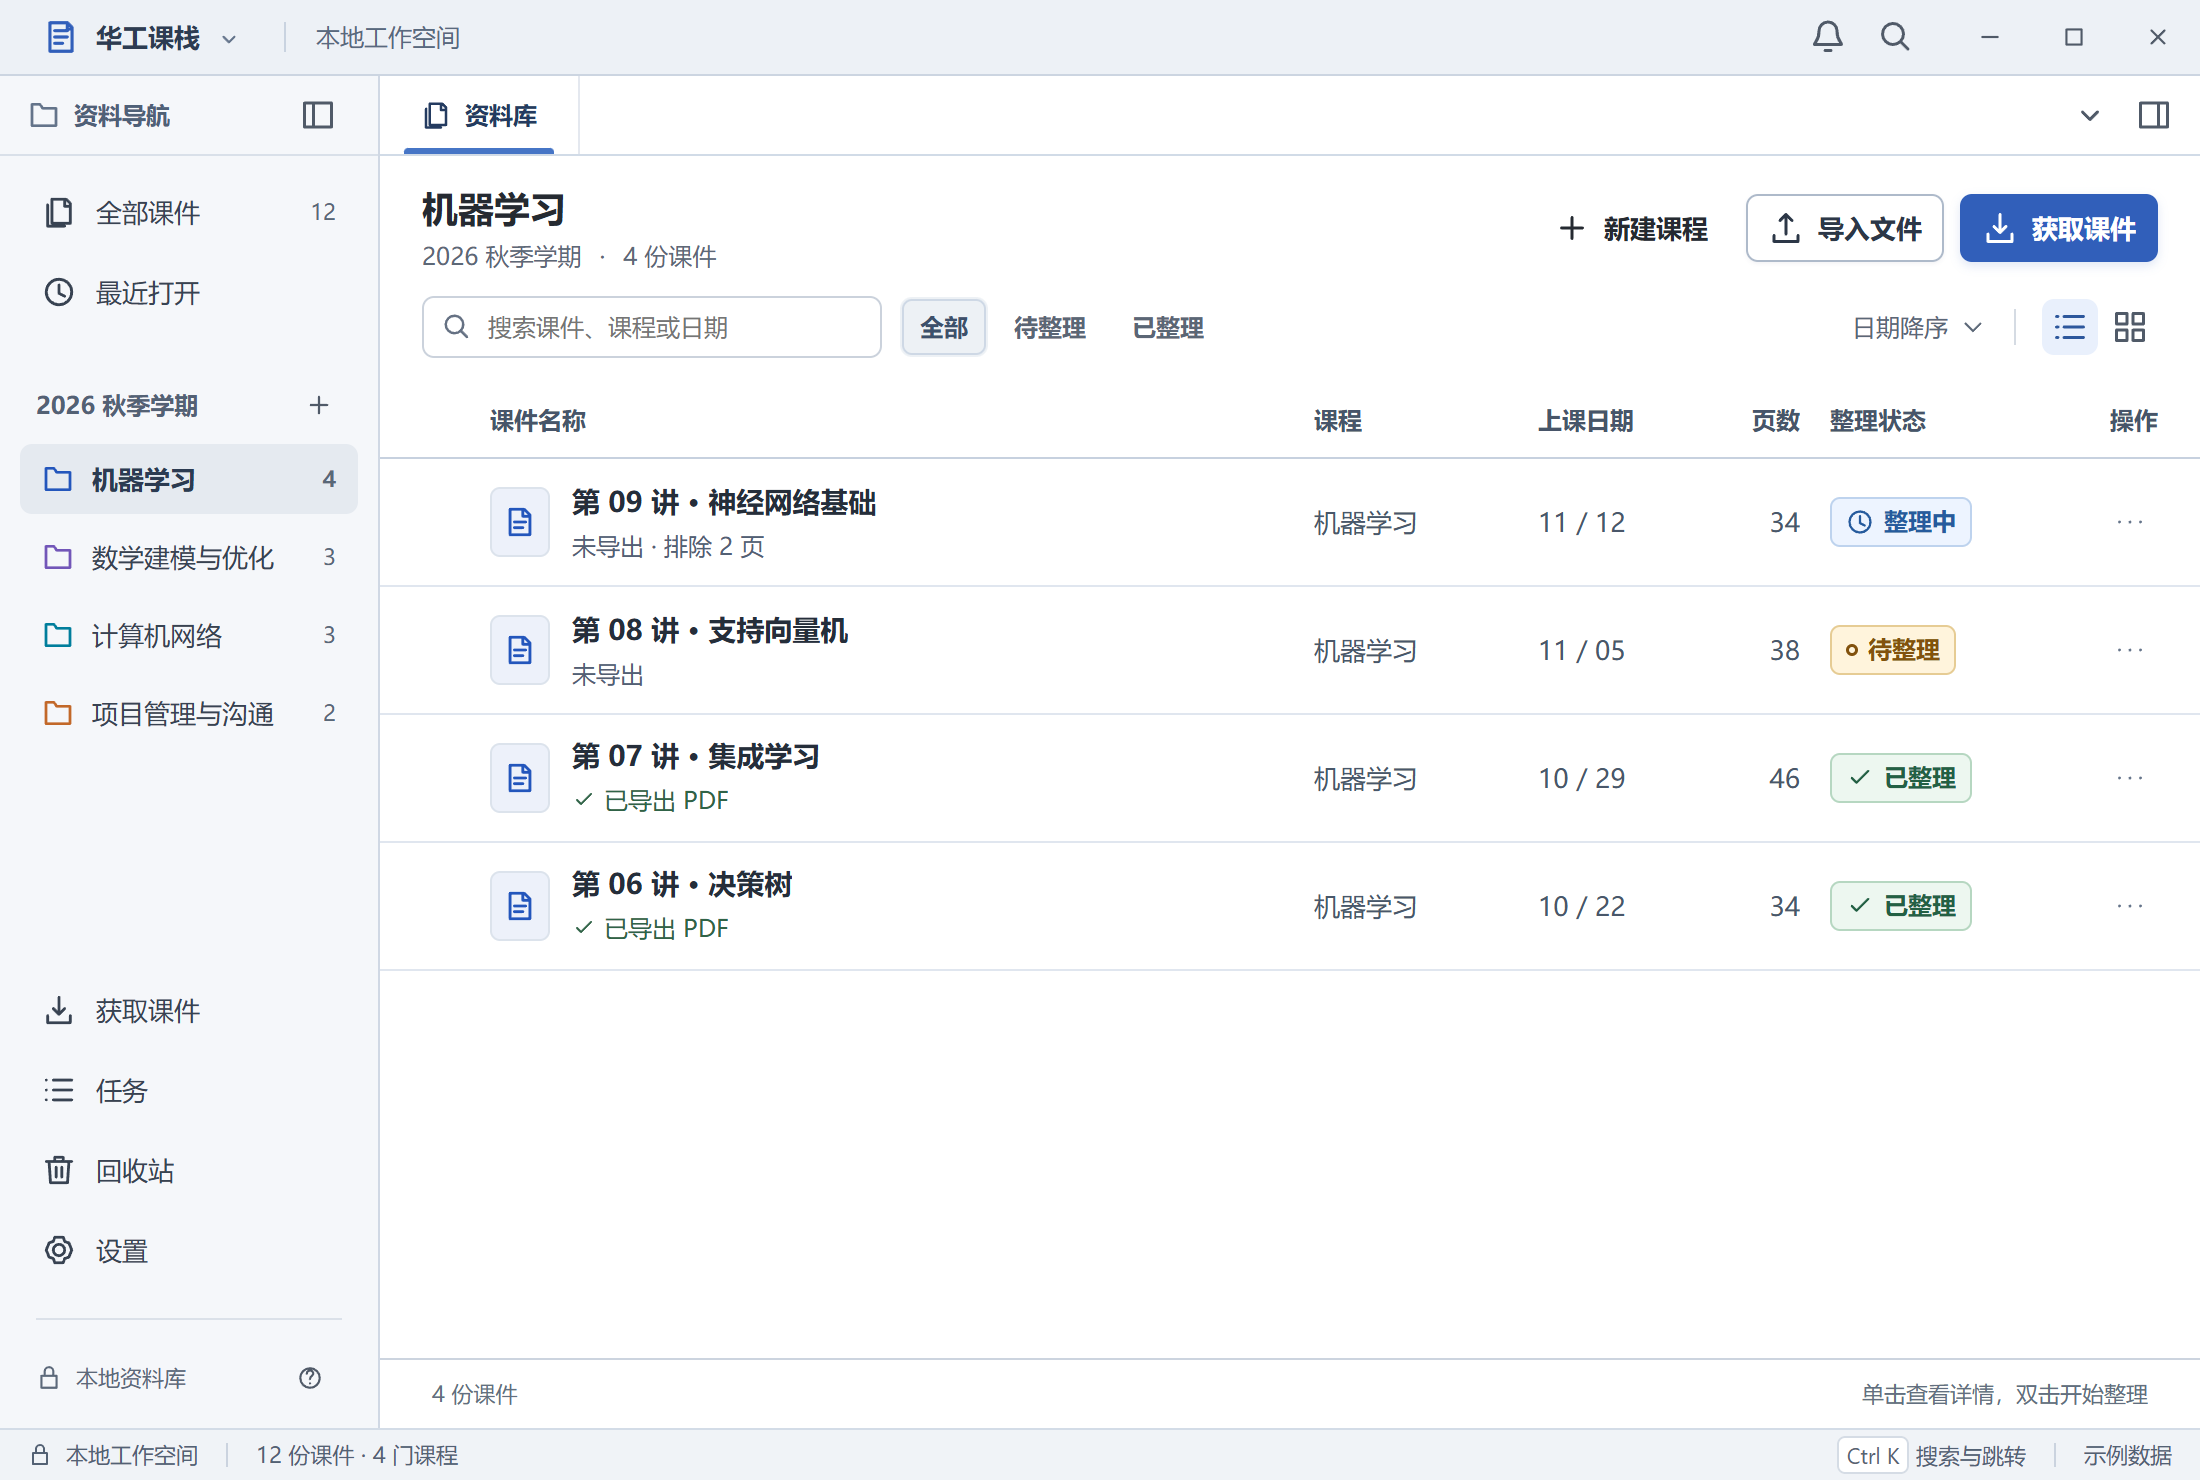 华工课栈
本地工作空间
资料导航
资料库
全部课件 12
最近打开
2026 秋季学期
机器学习 4
数学建模与优化 3
计算机网络 3
项目管理与沟通 2
获取课件
任务
回收站
设置
本地资料库
机器学习
2026 秋季学期 · 4 份课件
新建课程
导入文件
获取课件
搜索课件、课程或日期
全部
待整理
已整理
日期降序
课件名称 课程 上课日期 页数 整理状态 操作
第 09 讲 • 神经网络基础
未导出 · 排除 2 页
机器学习 11 / 12 34 整理中 ···
第 08 讲 • 支持向量机
未导出
机器学习 11 / 05 38 待整理 ···
第 07 讲 • 集成学习
已导出 PDF
机器学习 10 / 29 46 已整理 ···
第 06 讲 • 决策树
已导出 PDF
机器学习 10 / 22 34 已整理 ···
4 份课件
单击查看详情，双击开始整理
本地工作空间
12 份课件 · 4 门课程
Ctrl K 搜索与跳转
示例数据